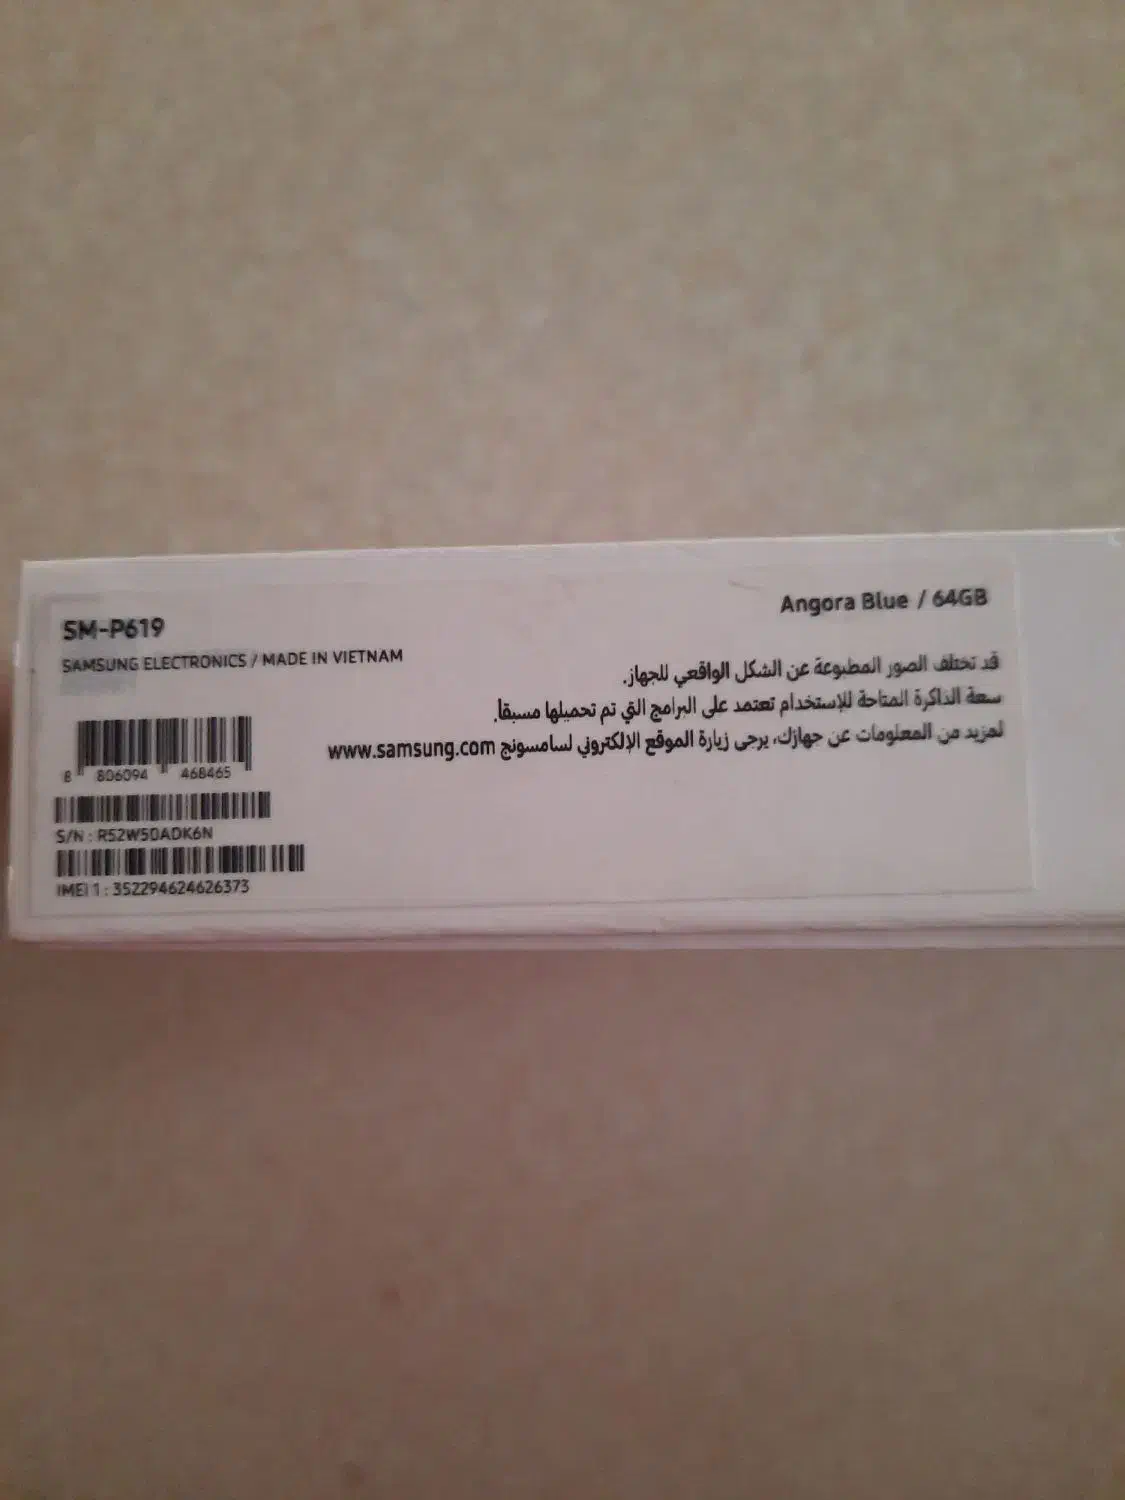 SM-P619
SAMSUNG ELECTRONICS / MADE IN VIETNAM
Angora Blue / 64GB
قد تختلف الصور المطبوعة عن الشكل الواقعي للجهاز.
سعة الذاكرة المتاحة للإستخدام تعتمد على البرامج التي تم تحميلها مسبقاً.
لمزيد من المعلومات عن جهازك، يرجى زيارة الموقع الإلكتروني لسامسونج www.samsung.com
8 806094 468465
S/N : R52W50ADK6N
IMEI 1 : 352294624626373